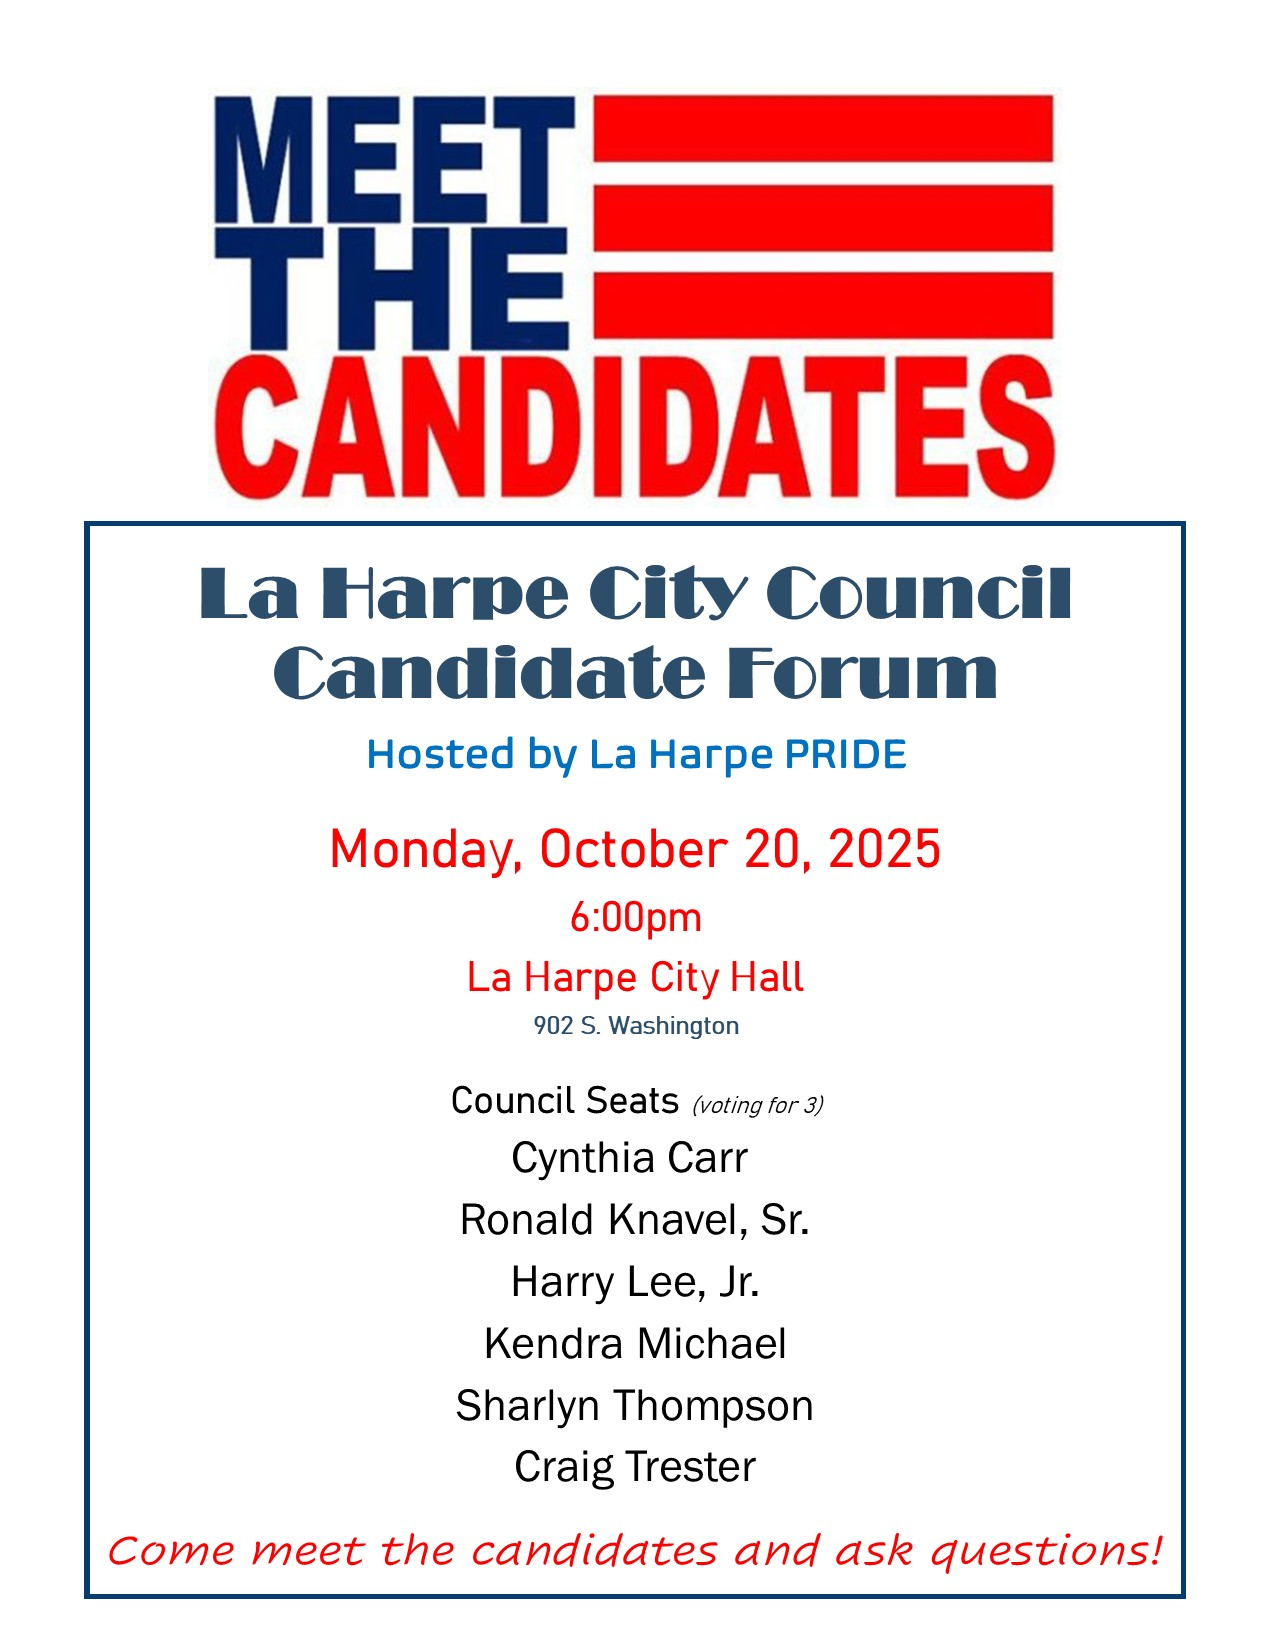 MEET
THE
CANDIDATES
La Harpe City Council
Candidate Forum
Hosted by La Harpe PRIDE
Monday, October 20, 2025
6:00pm
La Harpe City Hall
902 S. Washington
Council Seats (voting for 3)
Cynthia Carr
Ronald Knavel, Sr.
Harry Lee, Jr.
Kendra Michael
Sharlyn Thompson
Craig Trester
Come meet the candidates and ask questions!